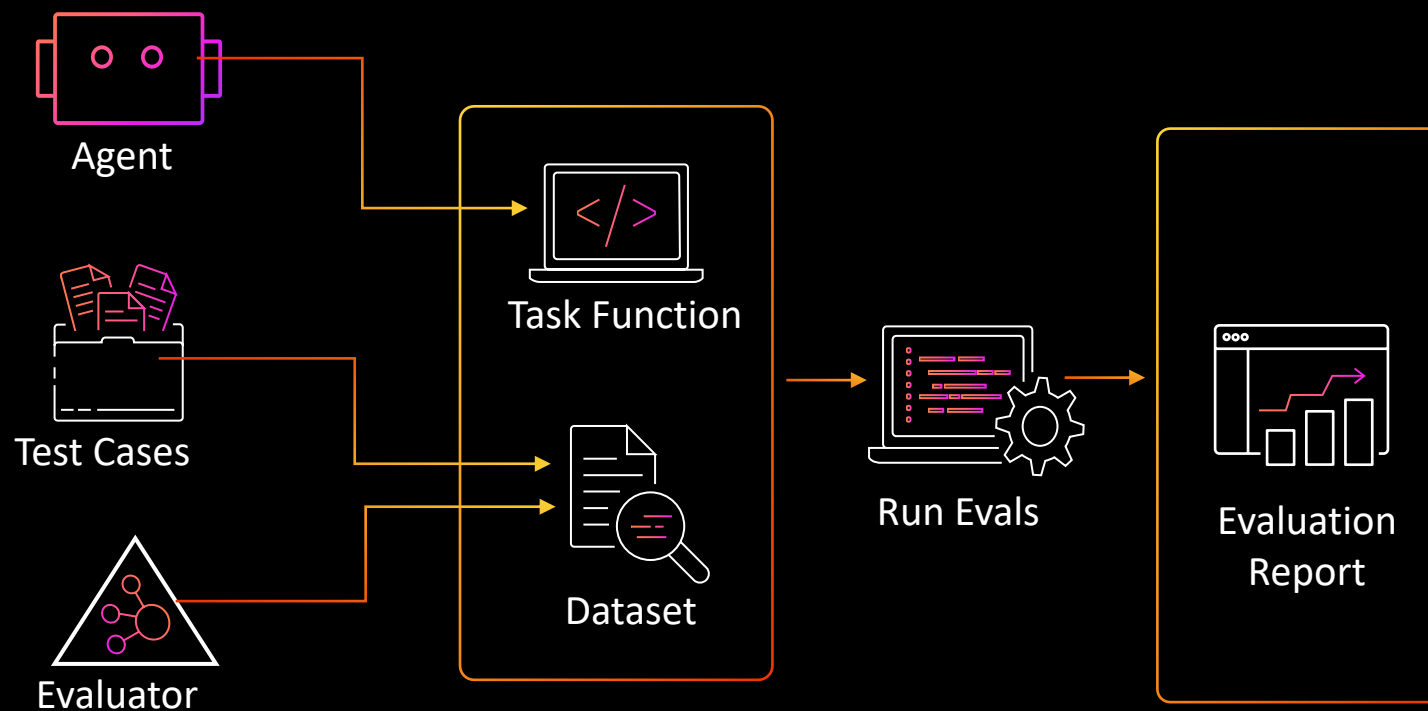 Agent
Test Cases
Evaluator
</>
Task Function
Dataset
Run Evals
Evaluation
Report